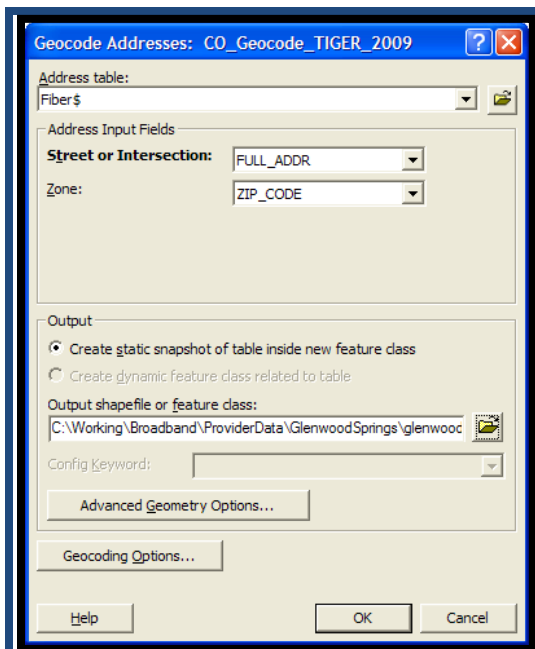 Geocode Addresses: CO_Geocode_TIGER_2009
Address table:
Fiber$
Address Input Fields
Street or Intersection: FULL_ADDR
Zone: ZIP_CODE
Output
Create static snapshot of table inside new feature class
Create dynamic feature class related to table
Output shapefile or feature class:
C:\Working\Broadband\ProviderData\GlenwoodSprings\glenwooc
Config Keyword:
Advanced Geometry Options...
Geocoding Options...
Help OK Cancel